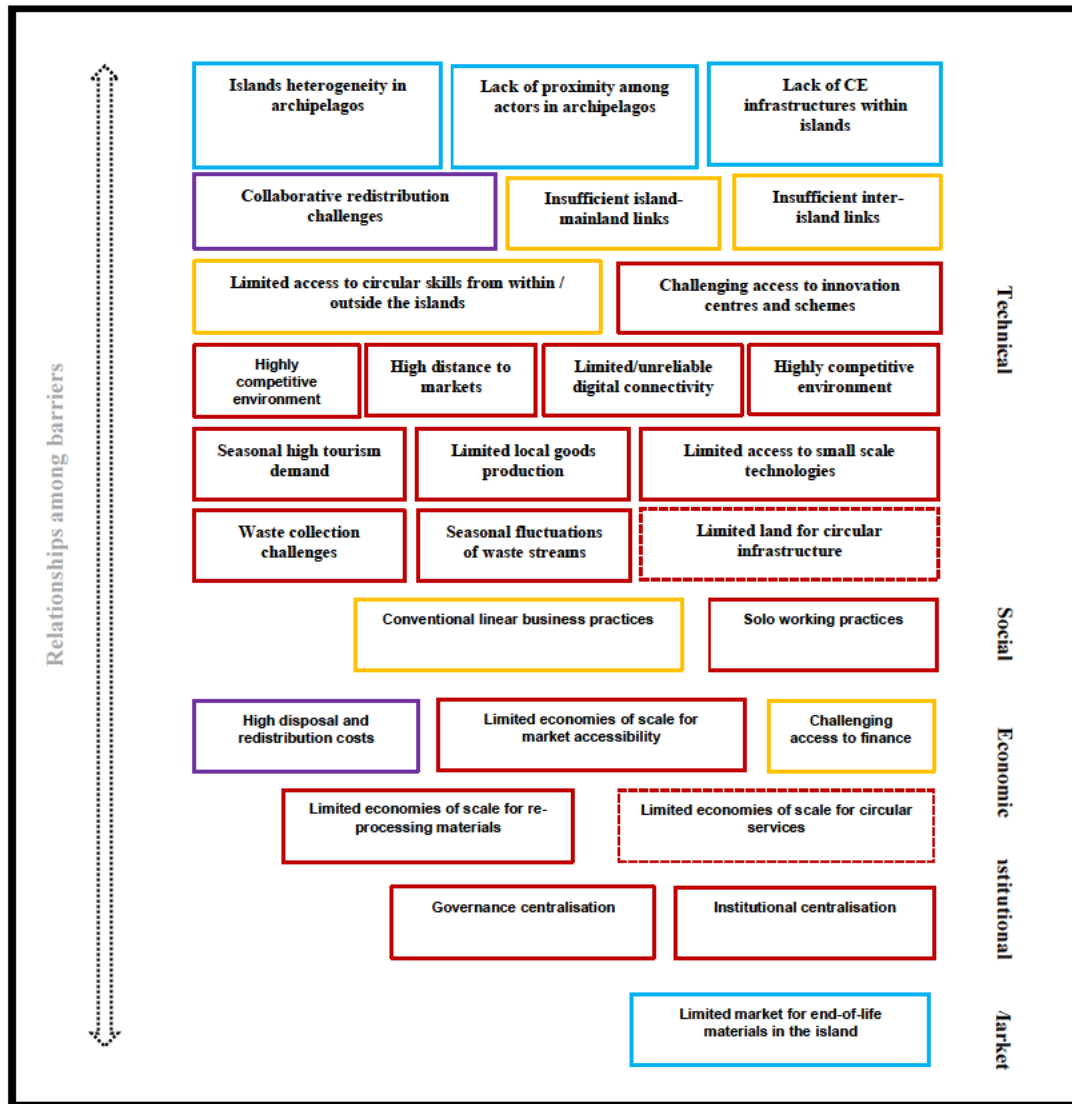 Islands heterogeneity in
archipelagos
Lack of proximity among
actors in archipelagos
Lack of CE
infrastructures within
islands
Collaborative redistribution
challenges
Insufficient island-
mainland links
Insufficient inter-
island links
Limited access to circular skills from within /
outside the islands
Challenging access to innovation
centres and schemes
Highly
competitive
environment
High distance to
markets
Limited/unreliable
digital connectivity
Highly competitive
environment
Seasonal high tourism
demand
Limited local goods
production
Limited access to small scale
technologies
Waste collection
challenges
Seasonal fluctuations
of waste streams
Limited land for circular
infrastructure
Technical
Conventional linear business practices
Solo working practices
Social
High disposal and
redistribution costs
Limited economies of scale for
market accessibility
Challenging
access to finance
Limited economies of scale for re-
processing materials
Limited economies of scale for circular
services
Economic
Governance centralisation
Institutional centralisation
stitutional
Limited market for end-of-life
materials in the island
arket
Relationships among barriers